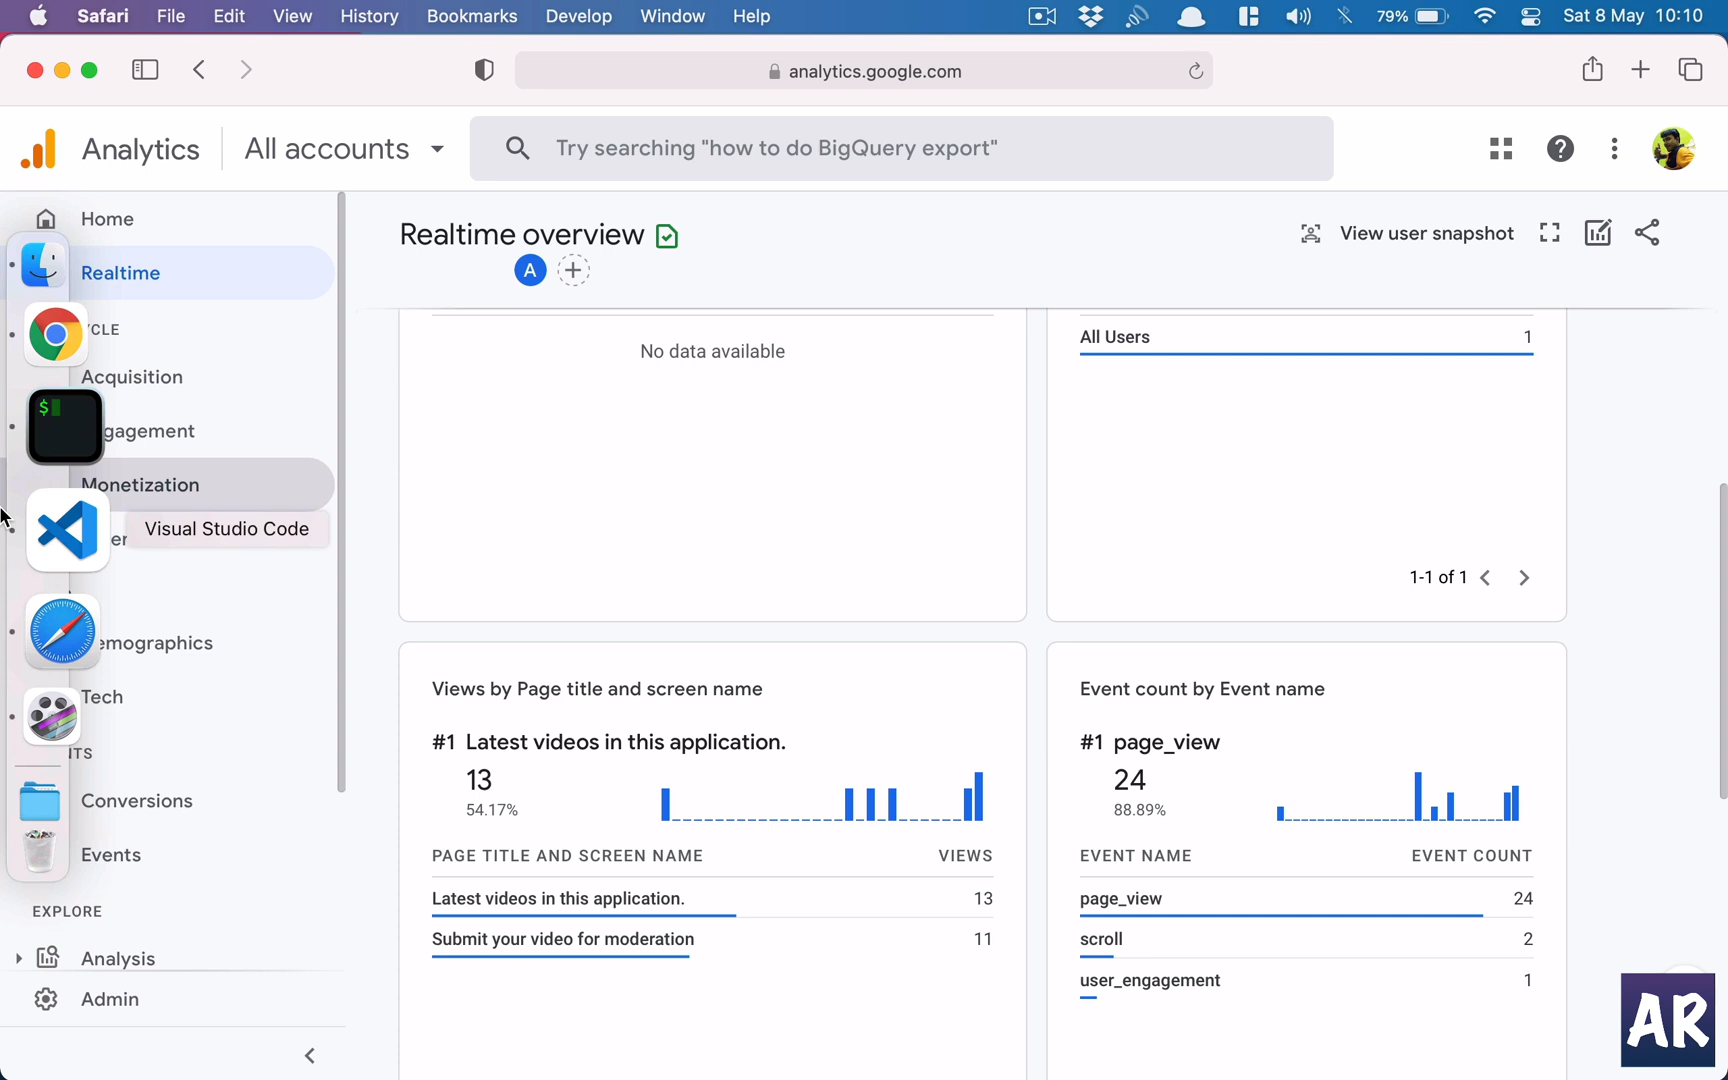 Safari File Edit View History Bookmarks Develop Window Help 79% Sat 8 May 10:10
analytics.google.com
Analytics All accounts Try searching "how to do BigQuery export"
Home
Realtime
YCLE
Acquisition
gagement
Monetization
Visual Studio Code
er
emographics
Tech
NTS
Conversions
Events
EXPLORE
Analysis
Admin
$
Realtime overview
A
View user snapshot
No data available
All Users 1
1-1 of 1
Views by Page title and screen name
#1 Latest videos in this application.
13
54.17%
PAGE TITLE AND SCREEN NAME VIEWS
Latest videos in this application. 13
Submit your video for moderation 11
Event count by Event name
#1 page_view
24
88.89%
EVENT NAME EVENT COUNT
page_view 24
scroll 2
user_engagement 1
AR